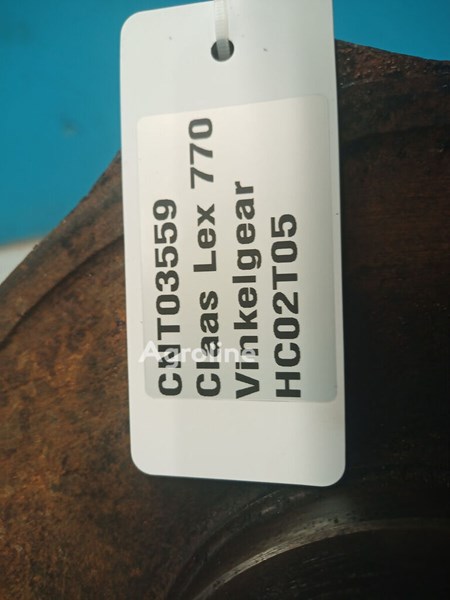 CNT03559
Claas Lex 770
Vinkelgear
HC02T05
Agroline